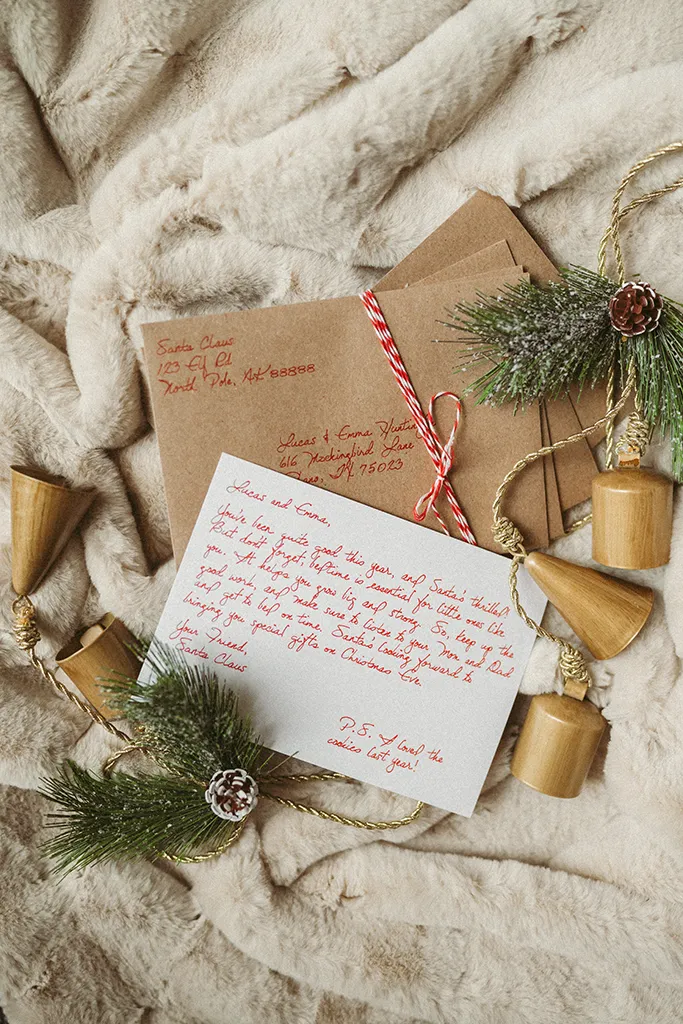 Santa Claus
123 Elf Rd
North Pole, AK 88888
Lucas & Emma Huntin
616 Mockingbird Lane
Plano, TX 75023
Lucas and Emma,
You've been quite good this year, and Santa's thrilled!
But don't forget, bedtime is essential for little ones like
you. It helps you grow big and strong. So, keep up the
good work, and make sure to listen to your Mom and Dad
and get to bed on time. Santa's looking forward to
bringing you special gifts on Christmas Eve.
Your Friend,
Santa Claus
P.S. I loved the
cookies last year!